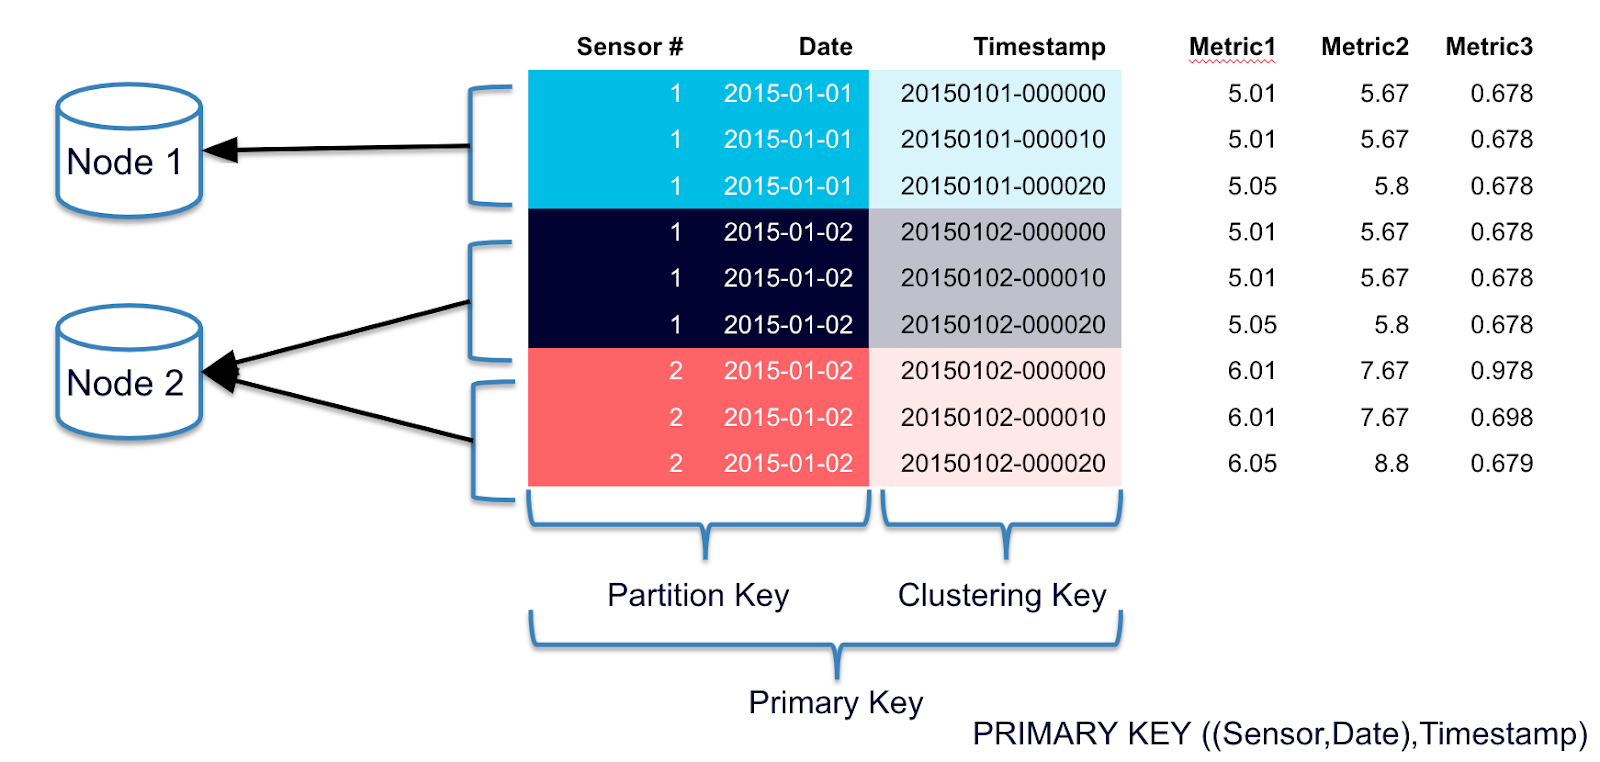 Sensor # Date Timestamp Metric1 Metric2 Metric3
1 2015-01-01 20150101-000000 5.01 5.67 0.678
1 2015-01-01 20150101-000010 5.01 5.67 0.678
1 2015-01-01 20150101-000020 5.05 5.8 0.678
1 2015-01-02 20150102-000000 5.01 5.67 0.678
1 2015-01-02 20150102-000010 5.01 5.67 0.678
1 2015-01-02 20150102-000020 5.05 5.8 0.678
2 2015-01-02 20150102-000000 6.01 7.67 0.978
2 2015-01-02 20150102-000010 6.01 7.67 0.698
2 2015-01-02 20150102-000020 6.05 8.8 0.679
Node 1
Node 2
Partition Key
Clustering Key
Primary Key
PRIMARY KEY ((Sensor,Date),Timestamp)